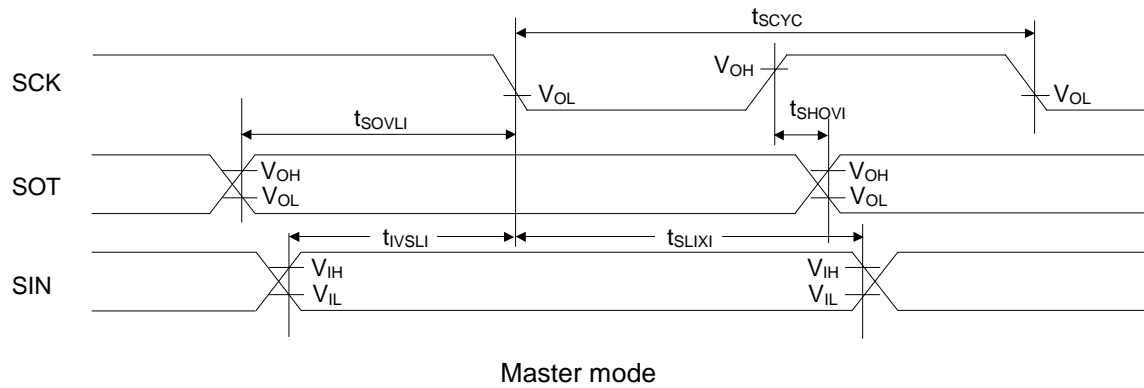 tSCYC
SCK
VOH
VOL
VOL
tSHOVI
tSOVLI
SOT
VOH
VOL
VOH
VOL
tIVSLI
tSLIXI
SIN
VIH
VIL
VIH
VIL
Master mode